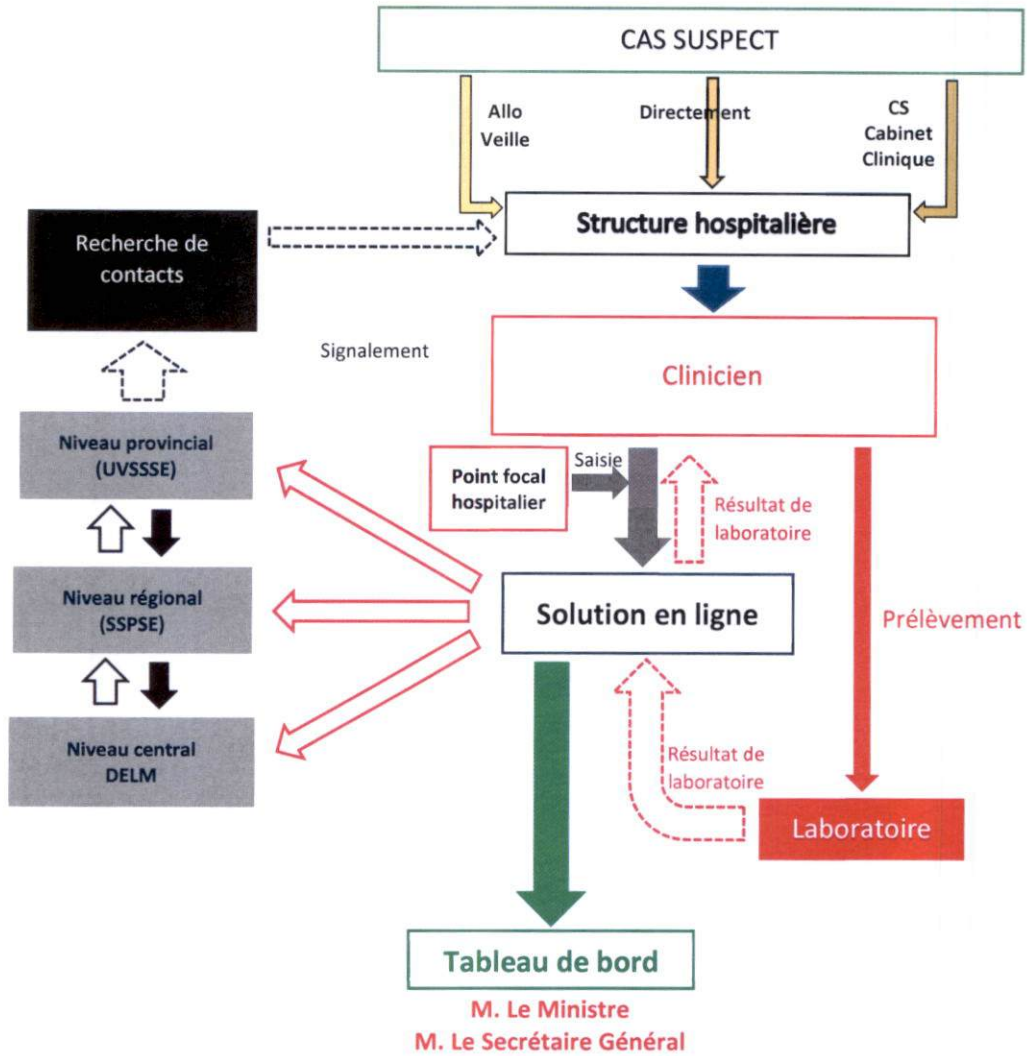 CAS SUSPECT
Allo
Veille
Directement
CS
Cabinet
Clinique
Structure hospitalière
Recherche de
contacts
Signalement
Clinicien
Niveau provincial
(UVSSSE)
Point focal
hospitalier
Saisie
Résultat de
laboratoire
Niveau régional
(SSPSE)
Solution en ligne
Prélèvement
Niveau central
DELM
Résultat de
laboratoire
Laboratoire
Tableau de bord
M. Le Ministre
M. Le Secrétaire Général